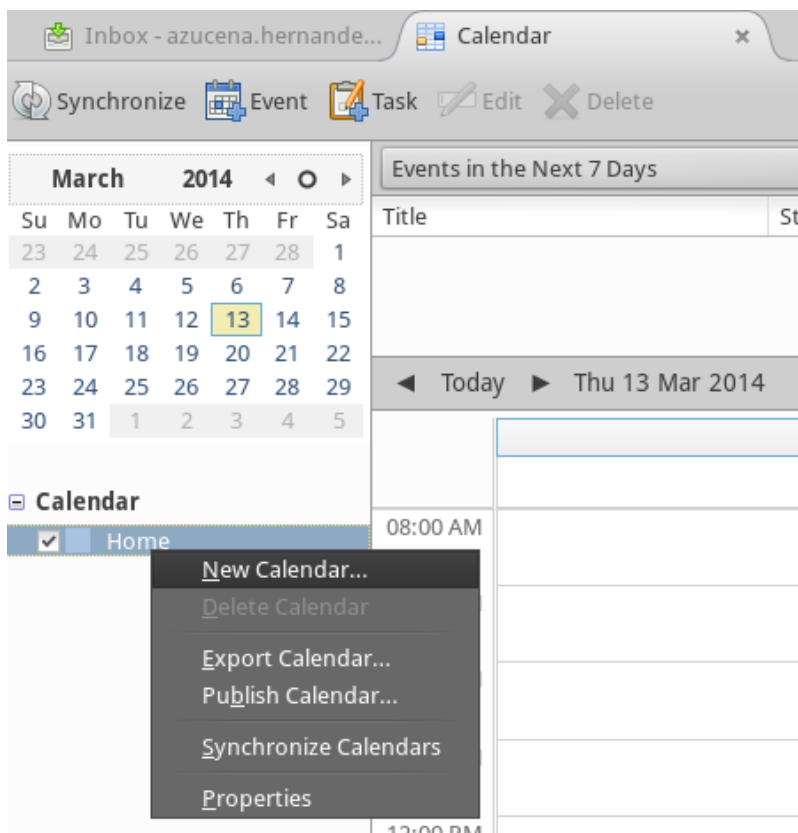 Inbox - azucena.hernande...
Calendar
Synchronize Event Task Edit Delete
March 2014
Su Mo Tu We Th Fr Sa
23 24 25 26 27 28 1
2 3 4 5 6 7 8
9 10 11 12 13 14 15
16 17 18 19 20 21 22
23 24 25 26 27 28 29
30 31 1 2 3 4 5
Calendar
Home
New Calendar...
Delete Calendar
Export Calendar...
Publish Calendar...
Synchronize Calendars
Properties
Events in the Next 7 Days
Title St
Today Thu 13 Mar 2014
08:00 AM
12:00 PM